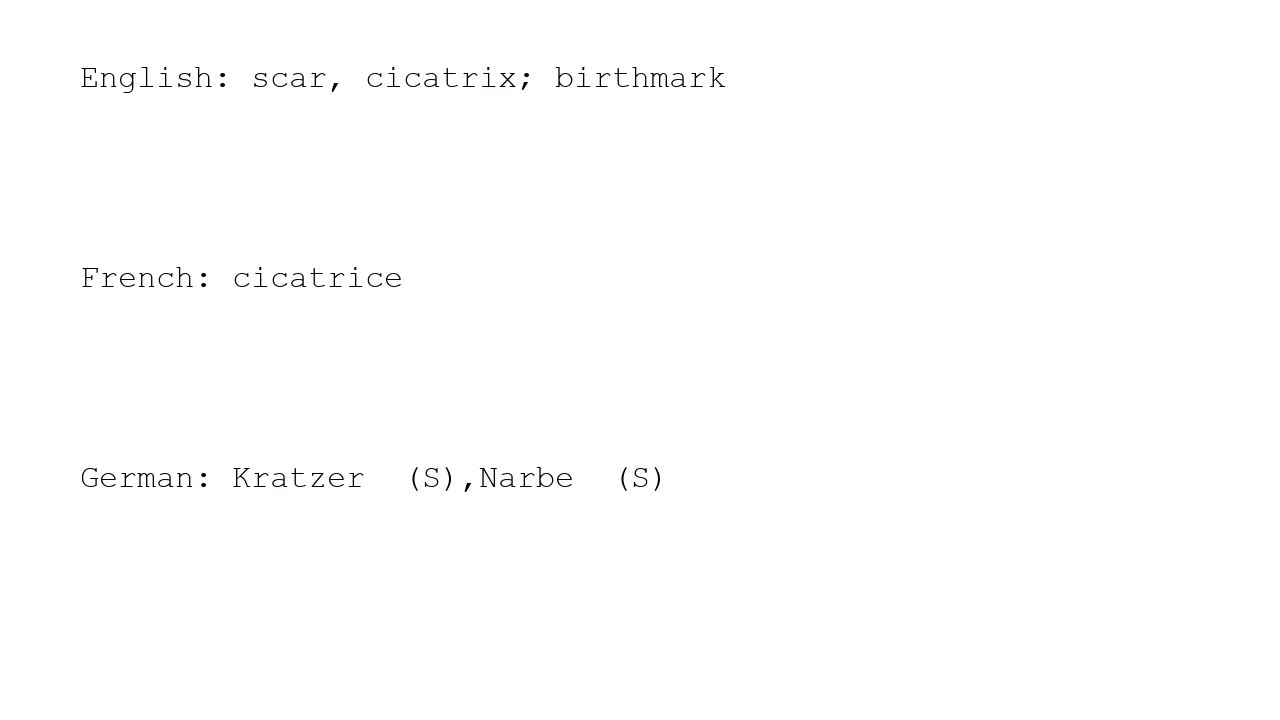 English: scar, cicatrix; birthmark
French: cicatrice
German: Kratzer  (S),Narbe  (S)